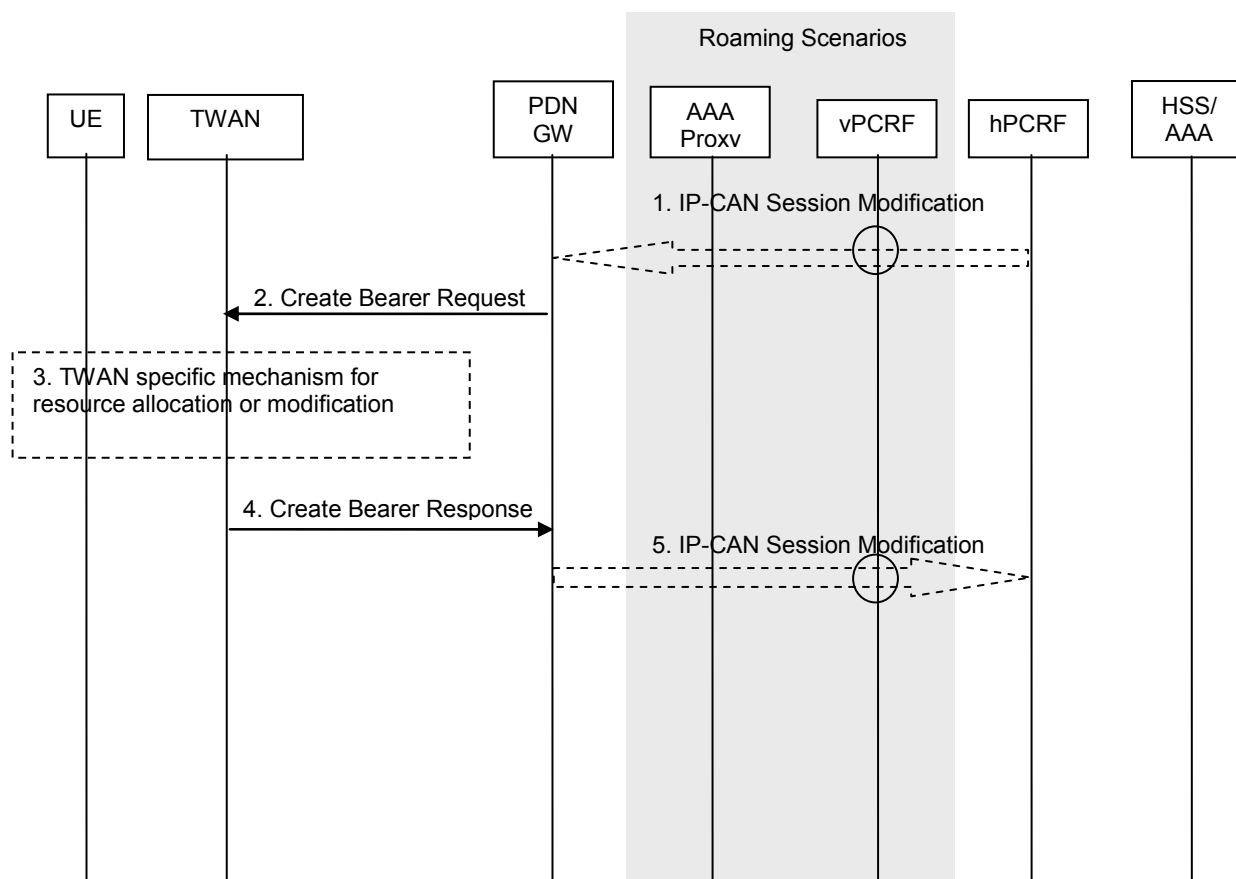 Roaming Scenarios
UE
TWAN
PDN
GW
AAA
Proxv
vPCRF
hPCRF
HSS/
AAA
1. IP-CAN Session Modification
2. Create Bearer Request
3. TWAN specific mechanism for
resource allocation or modification
4. Create Bearer Response
5. IP-CAN Session Modification